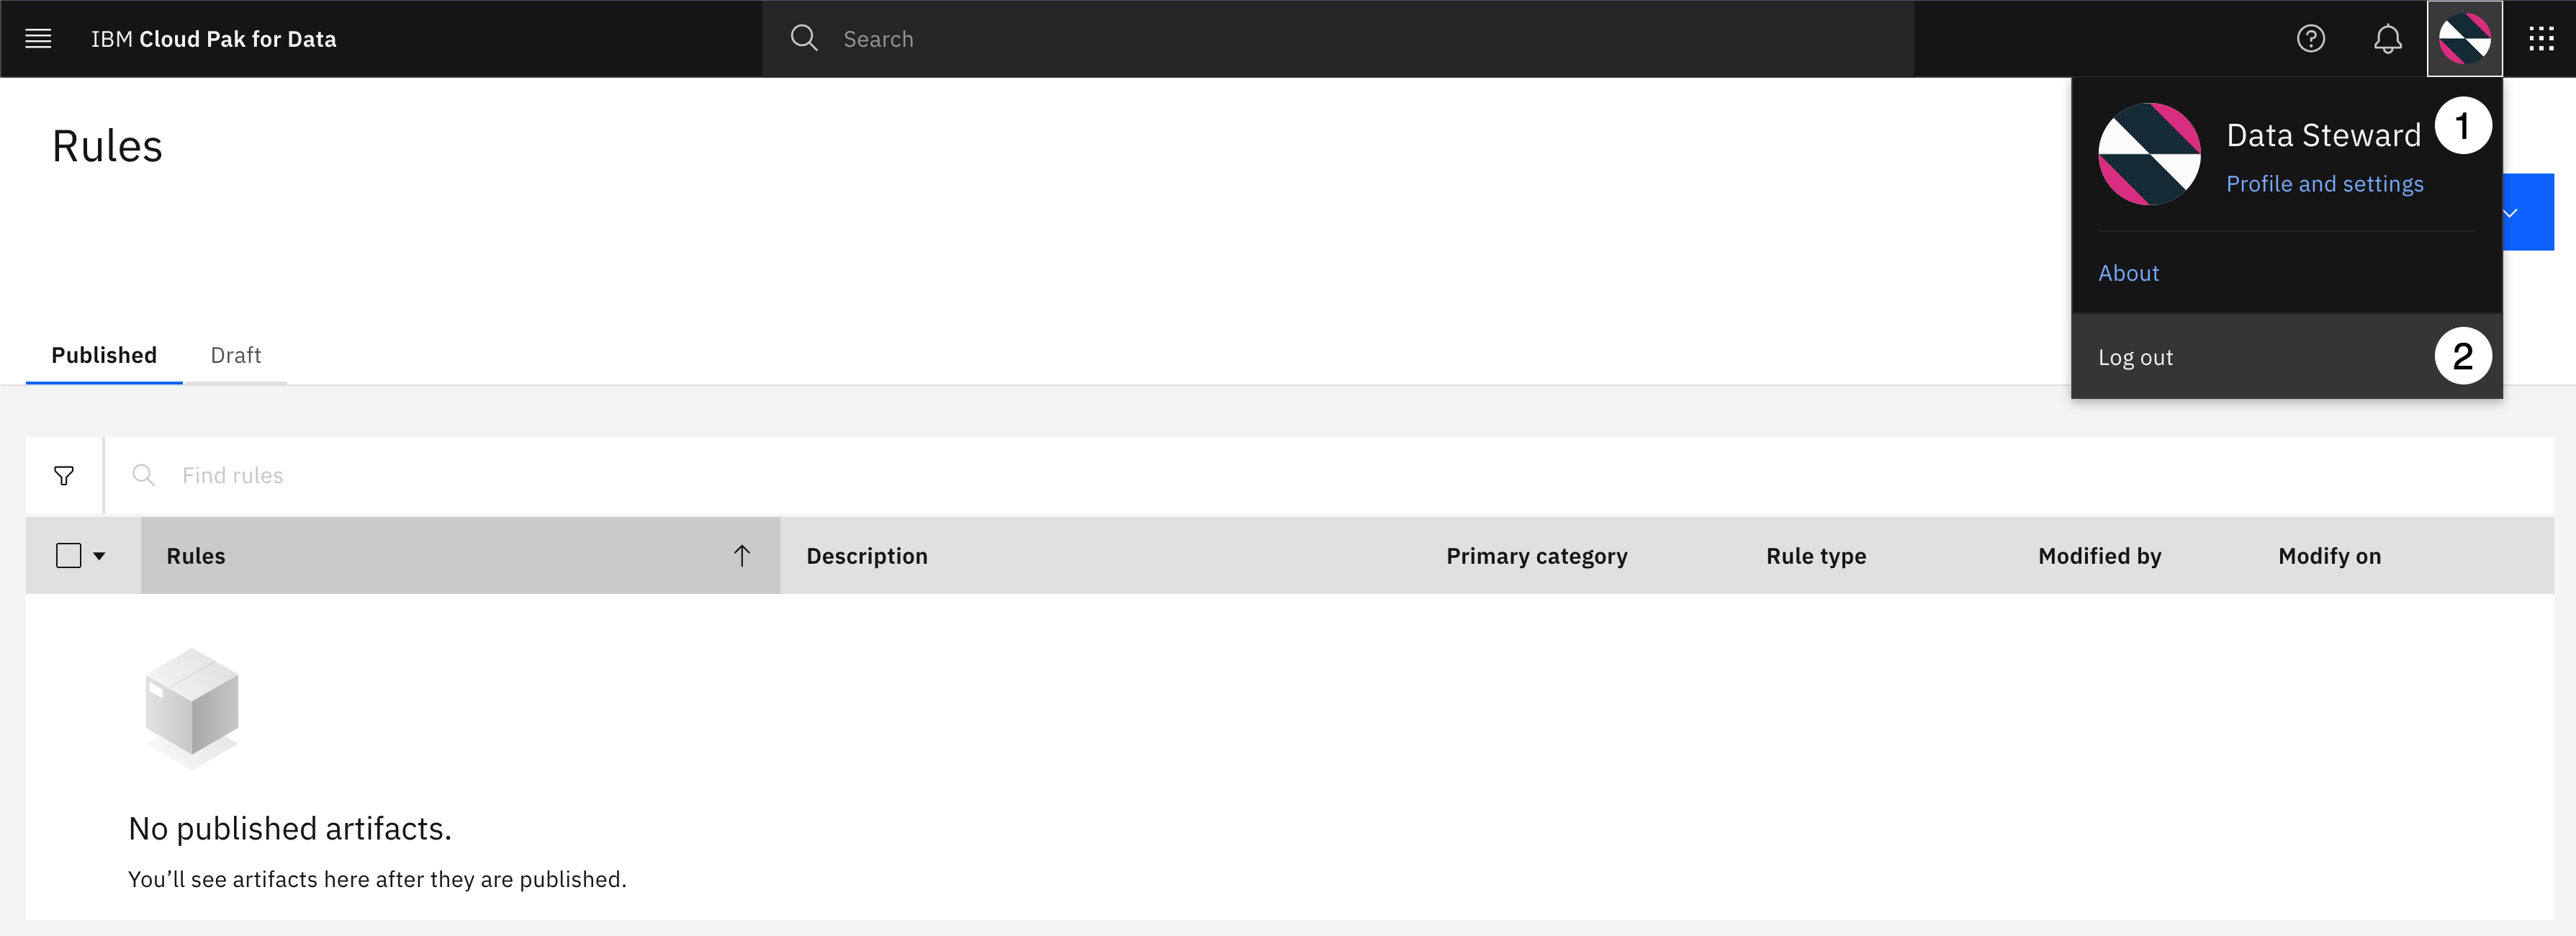 IBM Cloud Pak for Data
Search
Rules
Data Steward
1
Profile and settings
About
Log out
2
Published
Draft
Find rules
Rules
Description
Primary category
Rule type
Modified by
Modify on
No published artifacts.
You’ll see artifacts here after they are published.